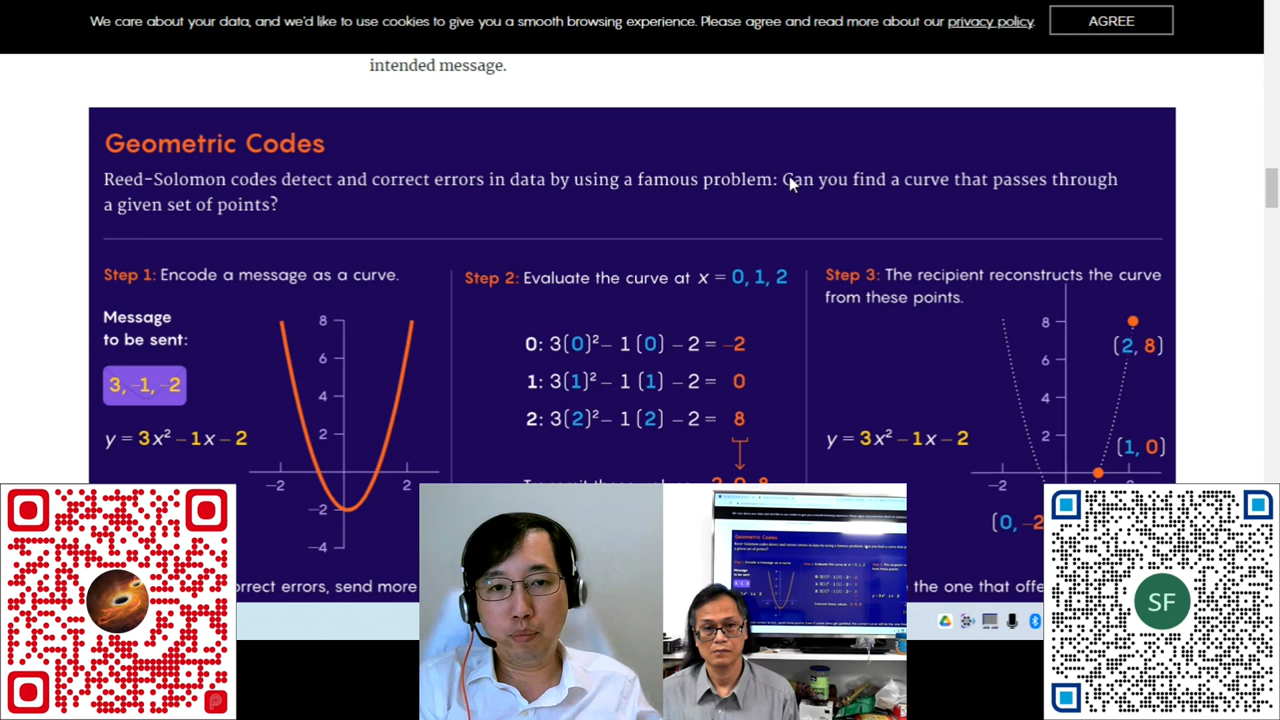 We care about your data, and we'd like to use cookies to give you a smooth browsing experience. Please agree and read more about our privacy policy. AGREE
intended message.
Geometric Codes
Reed-Solomon codes detect and correct errors in data by using a famous problem: Can you find a curve that passes through
a given set of points?
Step 1: Encode a message as a curve.
Message
to be sent:
3, -1, -2
y = 3x² - 1x - 2
8
6
4
2
-2
2
-2
-4
Step 2: Evaluate the curve at x = 0, 1, 2
0: 3(0)² - 1 (0) - 2 = -2
1: 3(1)² - 1 (1) - 2 = 0
2: 3(2)² - 1 (2) - 2 = 8
Step 3: The recipient reconstructs the curve
from these points.
8
(2, 8)
6
4
y = 3x² - 1x - 2
2
(1, 0)
-2
(0, -2
orrect errors, send more
the one that offe
SF
Geometric Codes